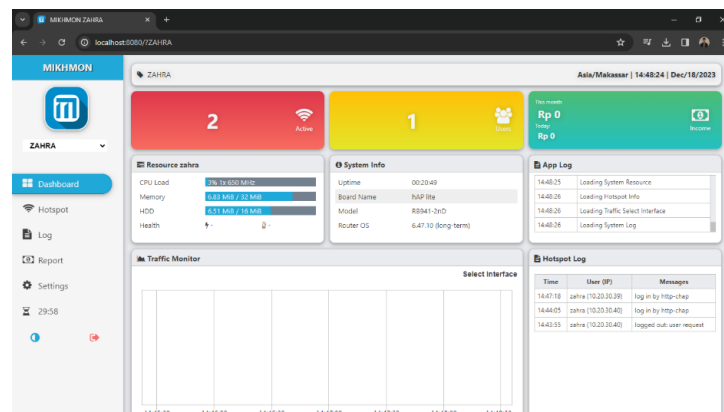 MIKHMON ZAHRA
localhost:8080/?ZAHRA
MIKHMON
ZAHRA
Dashboard
Hotspot
Log
Report
Settings
29:58
ZAHRA
Asia/Makassar | 14:48:24 | Dec/18/2023
2
Active
1
Users
This month
Rp 0
Today
Rp 0
Income
Resource zahra
CPU Load 3% 1x 650 MHz
Memory 6.83 MiB / 32 MiB
HDD 6.51 MiB / 16 MiB
Health - -
System Info
Uptime 00:20:49
Board Name hAP lite
Model RB941-2nD
Router OS 6.47.10 (long-term)
App Log
14:48:25 Loading System Resource
14:48:26 Loading Hotspot Info
14:48:26 Loading Traffic Select Interface
14:48:26 Loading System Log
Traffic Monitor
Select Interface
Hotspot Log
Time User (IP) Messages
14:47:18 zahra (10.20.30.39) log in by http-chap
14:44:05 zahra (10.20.30.40) log in by http-chap
14:43:55 zahra (10.20.30.40) logged out: user request